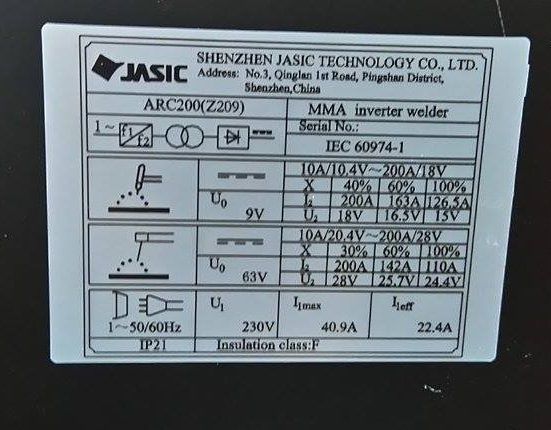 JASIC
SHENZHEN JASIC TECHNOLOGY CO., LTD.
Address: No.3, Qinglan 1st Road, Pingshan District,
Shenzhen,China
ARC200(Z209)
MMA inverter welder
1~ f1 f2
Serial No.:
IEC 60974-1
10A/10.4V~200A/18V
X 40% 60% 100%
U₀ 9V
I₂ 200A 163A 126.5A
U₂ 18V 16.5V 15V
10A/20.4V~200A/28V
X 30% 60% 100%
U₀ 63V
I₂ 200A 142A 110A
U₂ 28V 25.7V 24.4V
1~50/60Hz
U₁ 230V
I₁max 40.9A
I₁eff 22.4A
IP21
Insulation class:F